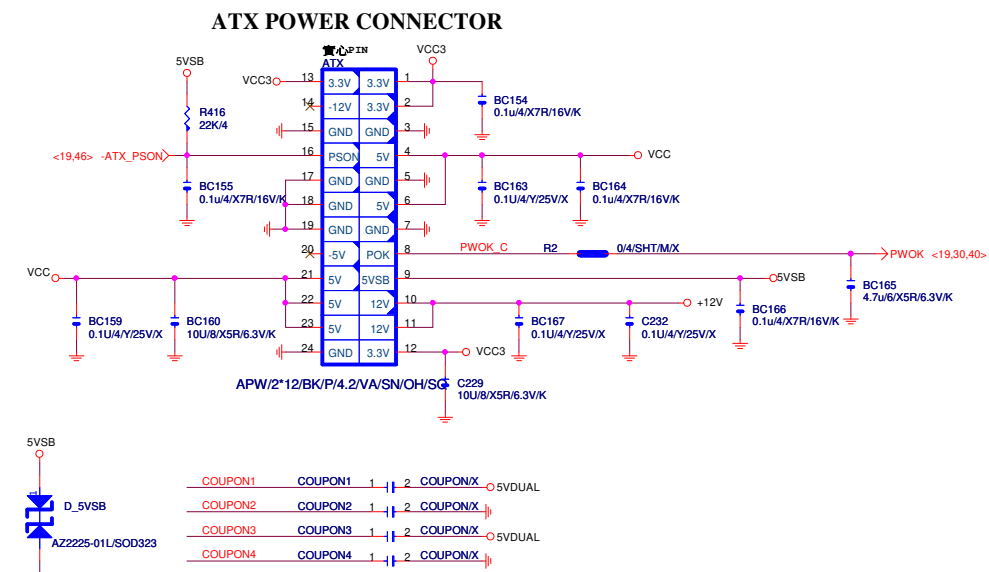 ATX POWER CONNECTOR
實心PIN
ATX
5VSB
VCC3
VCC3
13 3.3V 3.3V 1
14 -12V 3.3V 2
15 GND GND 3
16 PSON 5V 4
17 GND GND 5
18 GND 5V 6
19 GND GND 7
20 -5V POK 8
21 5V 5VSB 9
22 5V 12V 10
23 5V 12V 11
24 GND 3.3V 12
APW/2*12/BK/P/4.2/VA/SN/OH/SG
R416
22K/4
<19,46> -ATX_PSON
BC155
0.1u/4/X7R/16V/K
BC154
0.1u/4/X7R/16V/K
VCC
BC163
0.1U/4/Y/25V/X
BC164
0.1u/4/X7R/16V/K
PWOK_C
R2
0/4/SHT/M/X
PWOK <19,30,40>
VCC
5VSB
BC165
4.7u/6/X5R/6.3V/K
+12V
BC166
0.1u/4/X7R/16V/K
BC159
0.1U/4/Y/25V/X
BC160
10U/8/X5R/6.3V/K
BC167
0.1U/4/Y/25V/X
C232
0.1U/4/Y/25V/X
VCC3
C229
10U/8/X5R/6.3V/K
5VSB
1
D_5VSB
AZ2225-01L/SOD323
COUPON1 COUPON1 1 2 COUPON/X 5VDUAL
COUPON2 COUPON2 1 2 COUPON/X
COUPON3 COUPON3 1 2 COUPON/X 5VDUAL
COUPON4 COUPON4 1 2 COUPON/X